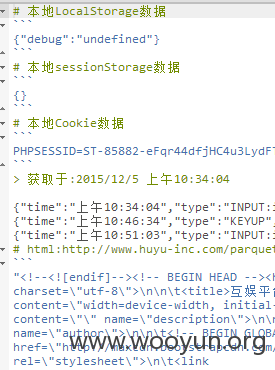 # 本地LocalStorage数据
```
{"debug":"undefined"}
```
# 本地sessionStorage数据
```
{}
```
# 本地Cookie数据
```
PHPSESSID=ST-85882-eFqr44dfjHC4u3LydF
```
> 获取于:2015/12/5 上午10:34:04
{"time":"上午10:34:04","type":"INPUT:
{"time":"上午10:46:34","type":"KEYUP",
{"time":"上午10:51:03","type":"INPUT:
# html:http://www.huyu-inc.com/parquet
```
"<!--<![endif]--><!-- BEGIN HEAD --><h
charset=\"utf-8\">\n\n\t<title>互娱平台
content=\"width=device-width, initial-
content=\"\" name=\"description\">\n\n
name=\"author\">\n\n\t<!-- BEGIN GLOBA
href=\"http://maxcdn.bootstrapcdn.com/
rel=\"stylesheet\">\n\t<link
www.wooyun.org